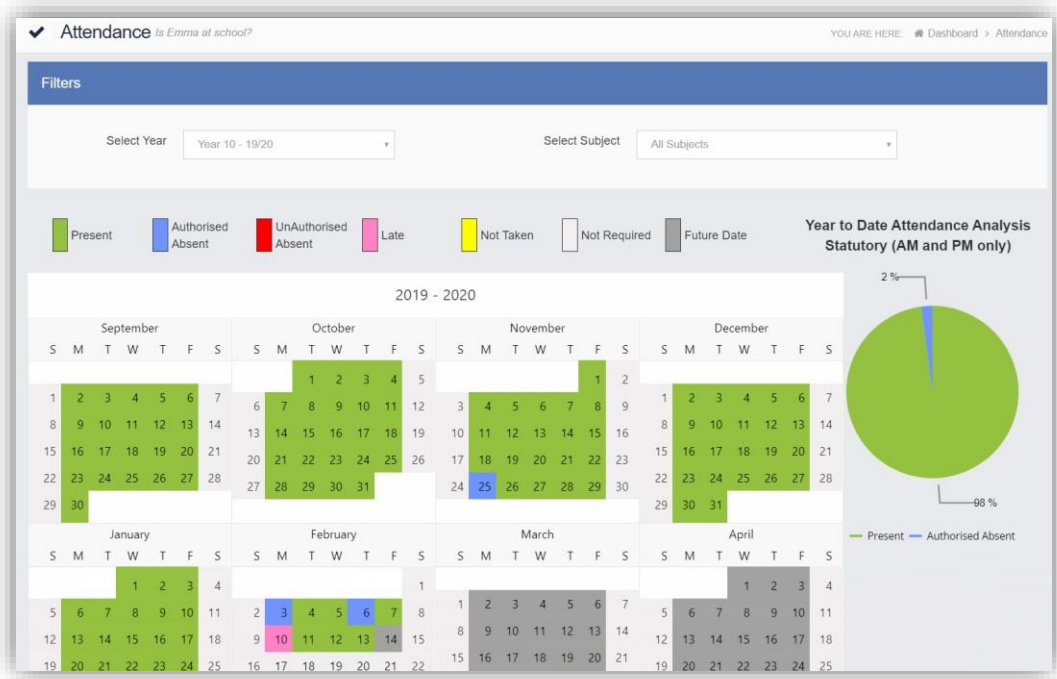 Attendance Is Emma at school?
YOU ARE HERE: Dashboard > Attendance
Filters
Select Year Year 10 - 19/20 Select Subject All Subjects
Present
Authorised Absent
UnAuthorised Absent
Late
Not Taken
Not Required
Future Date
Year to Date Attendance Analysis
Statutory (AM and PM only)
2 %
98 %
Present Authorised Absent
2019 - 2020
September
S M T W T F S
1 2 3 4 5 6 7
8 9 10 11 12 13 14
15 16 17 18 19 20 21
22 23 24 25 26 27 28
29 30
October
S M T W T F S
1 2 3 4 5
6 7 8 9 10 11 12
13 14 15 16 17 18 19
20 21 22 23 24 25 26
27 28 29 30 31
November
S M T W T F S
1 2
3 4 5 6 7 8 9
10 11 12 13 14 15 16
17 18 19 20 21 22 23
24 25 26 27 28 29 30
December
S M T W T F S
1 2 3 4 5 6 7
8 9 10 11 12 13 14
15 16 17 18 19 20 21
22 23 24 25 26 27 28
29 30 31
January
S M T W T F S
1 2 3 4
5 6 7 8 9 10 11
12 13 14 15 16 17 18
19 20 21 22 23 24 25
February
S M T W T F S
1
2 3 4 5 6 7 8
9 10 11 12 13 14 15
16 17 18 19 20 21 22
March
S M T W T F S
1 2 3 4 5 6 7
8 9 10 11 12 13 14
15 16 17 18 19 20 21
April
S M T W T F S
1 2 3 4
5 6 7 8 9 10 11
12 13 14 15 16 17 18
19 20 21 22 23 24 25